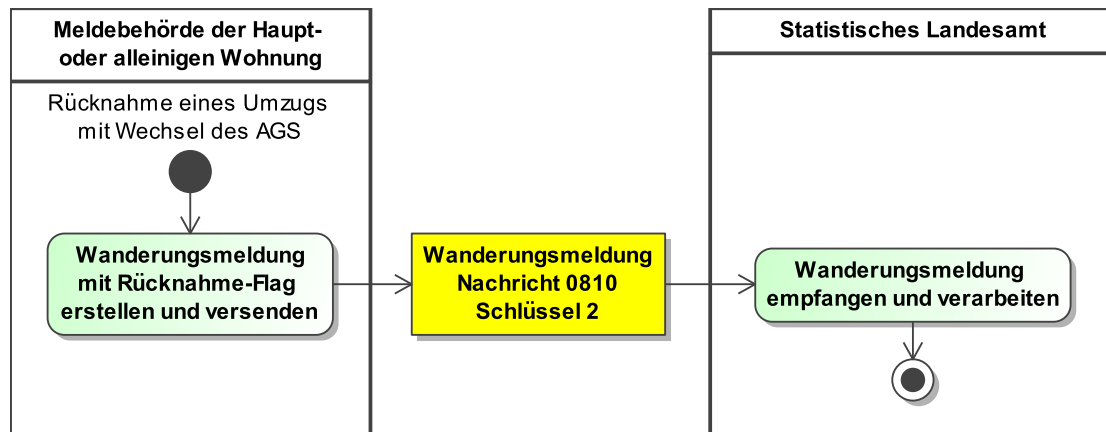 Meldebehörde der Haupt-
oder alleinigen Wohnung
Statistisches Landesamt
Rücknahme eines Umzugs
mit Wechsel des AGS
Wanderungsmeldung
mit Rücknahme-Flag
erstellen und versenden
Wanderungsmeldung
Nachricht 0810
Schlüssel 2
Wanderungsmeldung
empfangen und verarbeiten